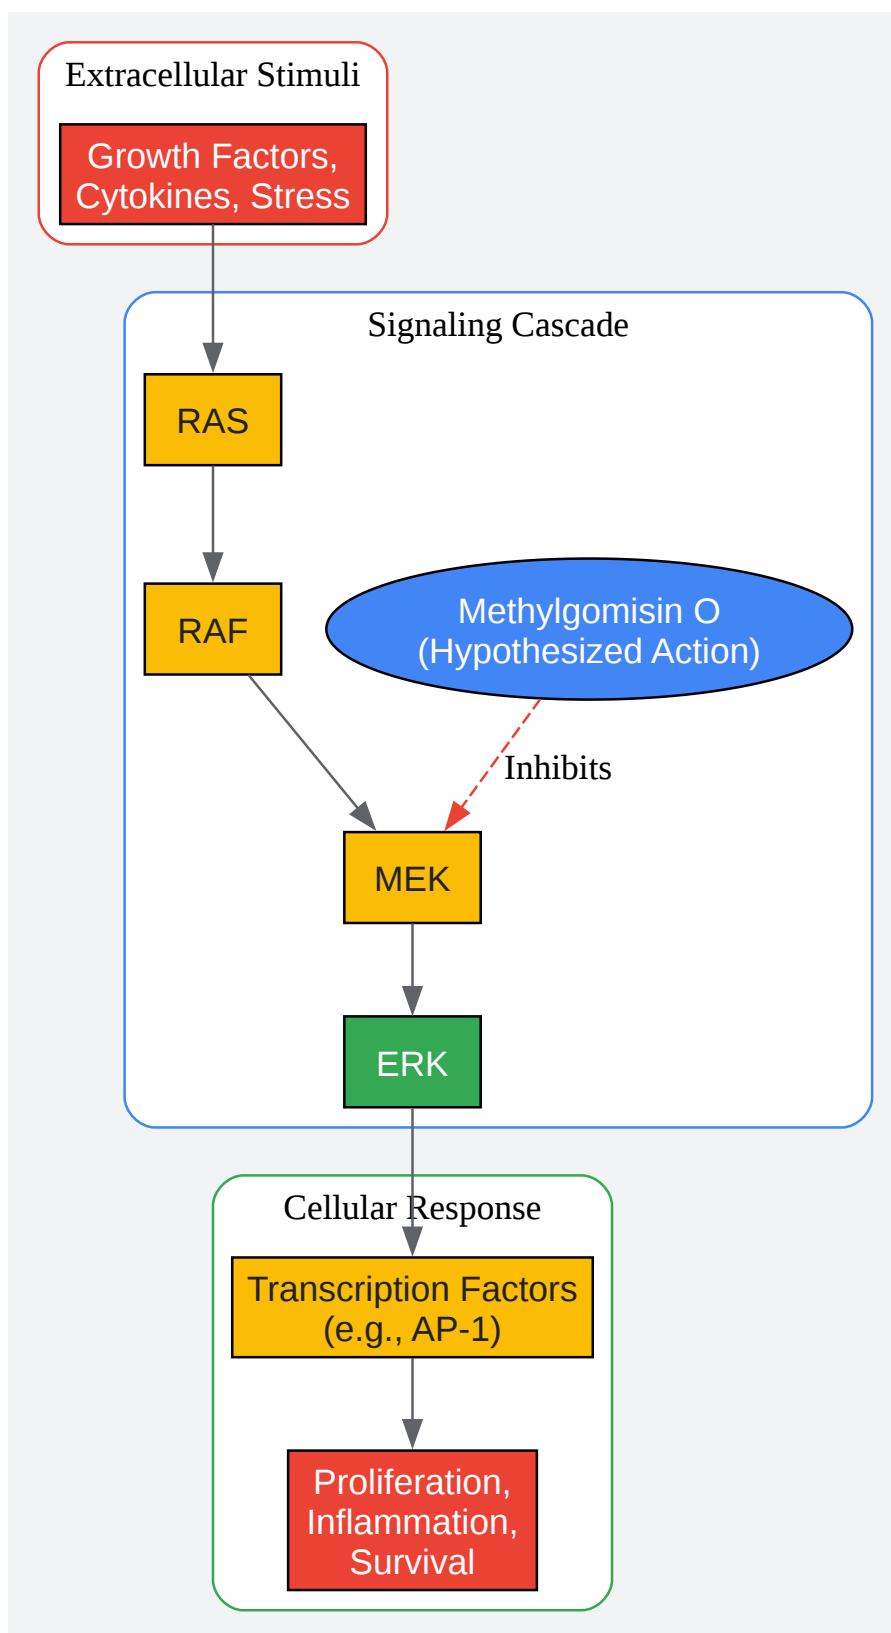 Extracellular Stimuli
Growth Factors,
Cytokines, Stress
Signaling Cascade
RAS
RAF
Methylgomisin O
(Hypothesized Action)
Inhibits
MEK
ERK
Cellular Response
Transcription Factors
(e.g., AP-1)
Proliferation,
Inflammation,
Survival